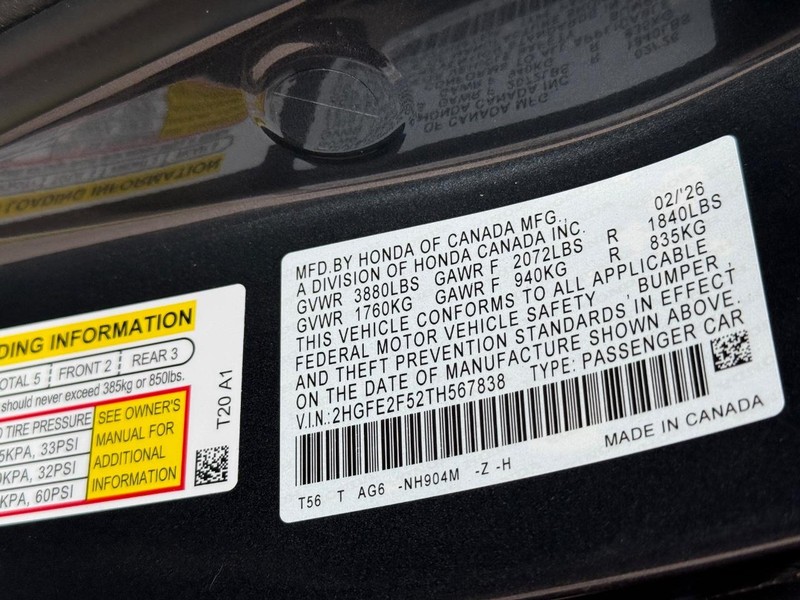 MFD.BY HONDA OF CANADA MFG., 02/'26
A DIVISION OF HONDA CANADA INC.
GVWR 3880LBS GAWR F 2072LBS R 1840LBS
GVWR 1760KG GAWR F 940KG R 835KG
THIS VEHICLE CONFORMS TO ALL APPLICABLE
FEDERAL MOTOR VEHICLE SAFETY , BUMPER ,
AND THEFT PREVENTION STANDARDS IN EFFECT
ON THE DATE OF MANUFACTURE SHOWN ABOVE.
V.I.N.: 2HGFE2F52TH567838 TYPE: PASSENGER CAR
MADE IN CANADA
T56 T AG6 -NH904M -Z -H
DING INFORMATION
OTAL 5 FRONT 2 REAR 3
should never exceed 385kg or 850lbs.
TIRE PRESSURE
5KPA, 33PSI
KPA, 32PSI
KPA, 60PSI
SEE OWNER'S
MANUAL FOR
ADDITIONAL
INFORMATION
T20 A1